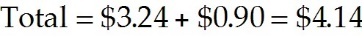 Total = $3.24 + $0.90 = $4.14